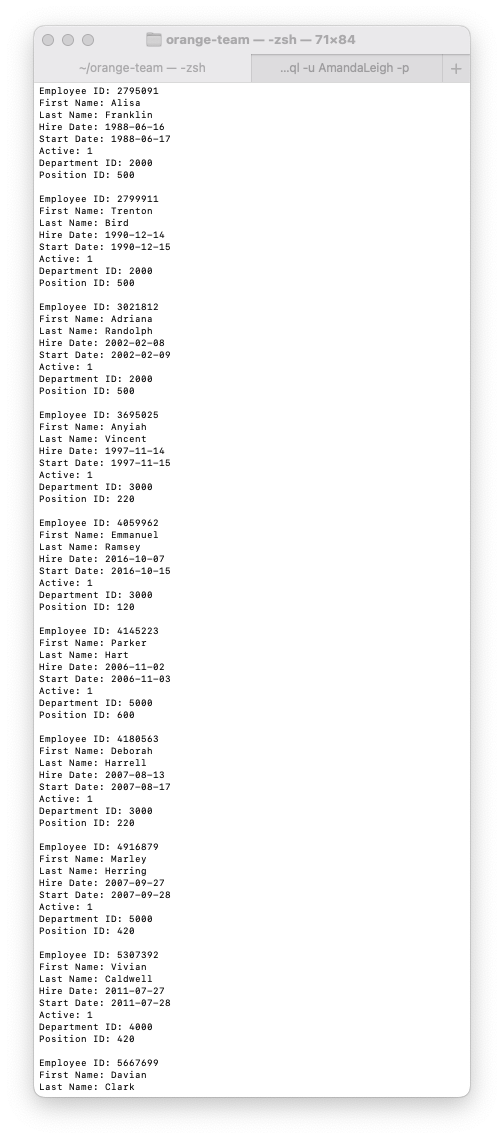 orange-team — -zsh — 71×84
~/orange-team — -zsh
...ql -u AmandaLeigh -p
+
Employee ID: 2795091
First Name: Alisa
Last Name: Franklin
Hire Date: 1988-06-16
Start Date: 1988-06-17
Active: 1
Department ID: 2000
Position ID: 500
Employee ID: 2799911
First Name: Trenton
Last Name: Bird
Hire Date: 1990-12-14
Start Date: 1990-12-15
Active: 1
Department ID: 2000
Position ID: 500
Employee ID: 3021812
First Name: Adriana
Last Name: Randolph
Hire Date: 2002-02-08
Start Date: 2002-02-09
Active: 1
Department ID: 2000
Position ID: 500
Employee ID: 3695025
First Name: Anyiah
Last Name: Vincent
Hire Date: 1997-11-14
Start Date: 1997-11-15
Active: 1
Department ID: 3000
Position ID: 220
Employee ID: 4059962
First Name: Emmanuel
Last Name: Ramsey
Hire Date: 2016-10-07
Start Date: 2016-10-15
Active: 1
Department ID: 3000
Position ID: 120
Employee ID: 4145223
First Name: Parker
Last Name: Hart
Hire Date: 2006-11-02
Start Date: 2006-11-03
Active: 1
Department ID: 5000
Position ID: 600
Employee ID: 4180563
First Name: Deborah
Last Name: Harrell
Hire Date: 2007-08-13
Start Date: 2007-08-17
Active: 1
Department ID: 3000
Position ID: 220
Employee ID: 4916879
First Name: Marley
Last Name: Herring
Hire Date: 2007-09-27
Start Date: 2007-09-28
Active: 1
Department ID: 5000
Position ID: 420
Employee ID: 5307392
First Name: Vivian
Last Name: Caldwell
Hire Date: 2011-07-27
Start Date: 2011-07-28
Active: 1
Department ID: 4000
Position ID: 420
Employee ID: 5667699
First Name: Davian
Last Name: Clark